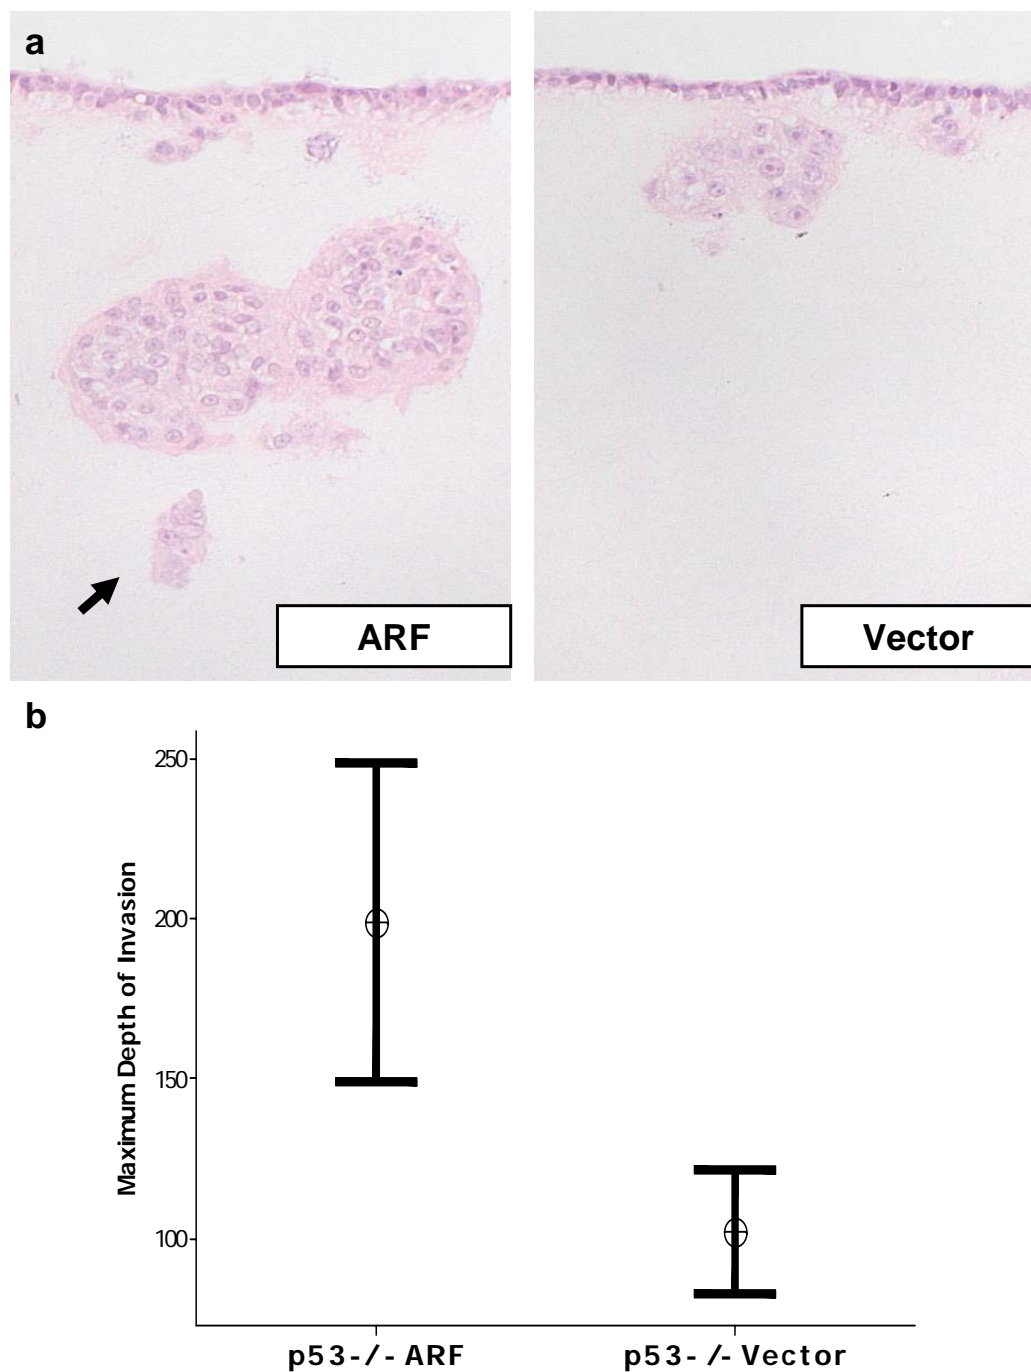 a
ARF
Vector
b
Maximum Depth of Invasion
250
200
150
100
p53-/- ARF
p53-/- Vector